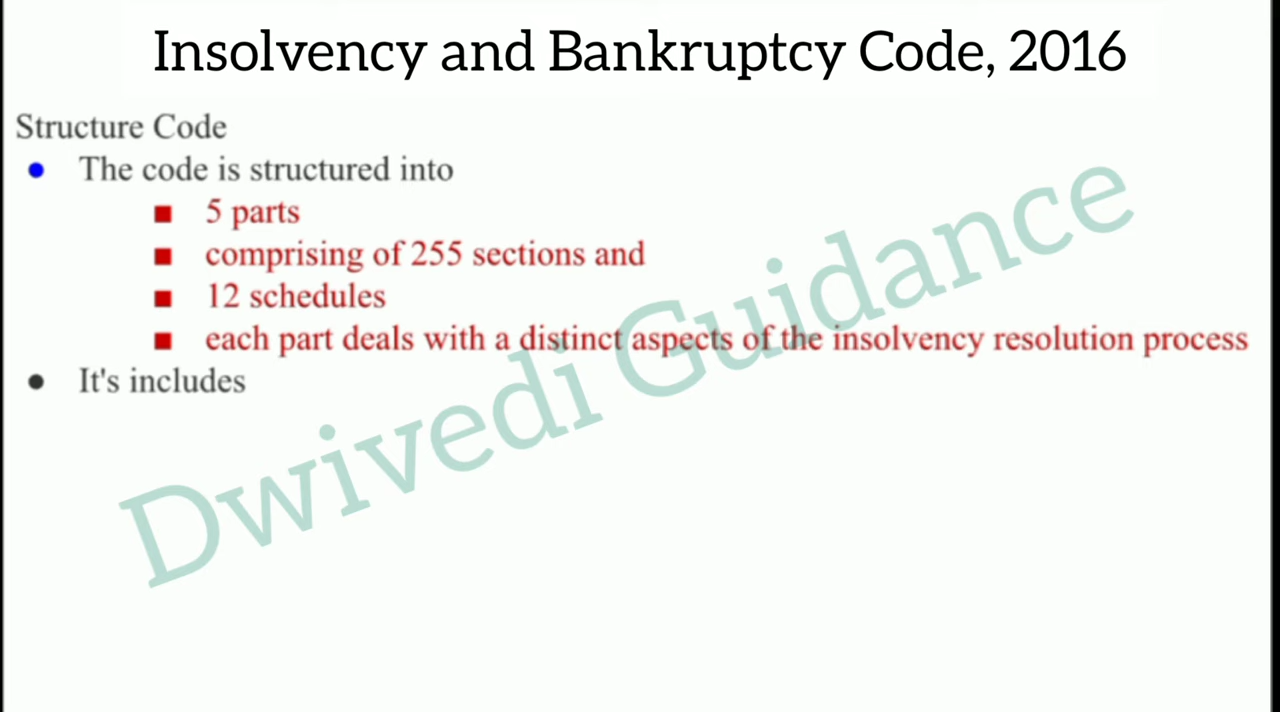 Insolvency and Bankruptcy Code, 2016
Structure Code
● The code is structured into
■ 5 parts
■ comprising of 255 sections and
■ 12 schedules
■ each part deals with a distinct aspects of the insolvency resolution process
● It's includes
Dwivedi Guidance